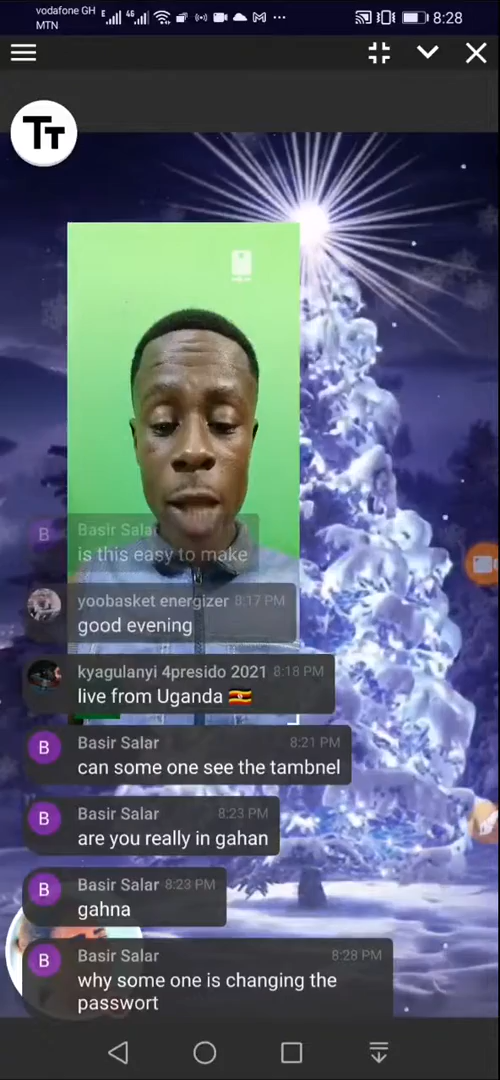 vodafone GH
MTN
E
4G
8:28
TT
Basir Salar
is this easy to make
yoobasket energizer 8:17 PM
good evening
kyagulanyi 4presido 2021 8:18 PM
live from Uganda 🇺🇬
B
Basir Salar 8:21 PM
can some one see the tambnel
B
Basir Salar 8:23 PM
are you really in gahan
B
Basir Salar 8:23 PM
gahna
B
Basir Salar 8:28 PM
why some one is changing the
passwort